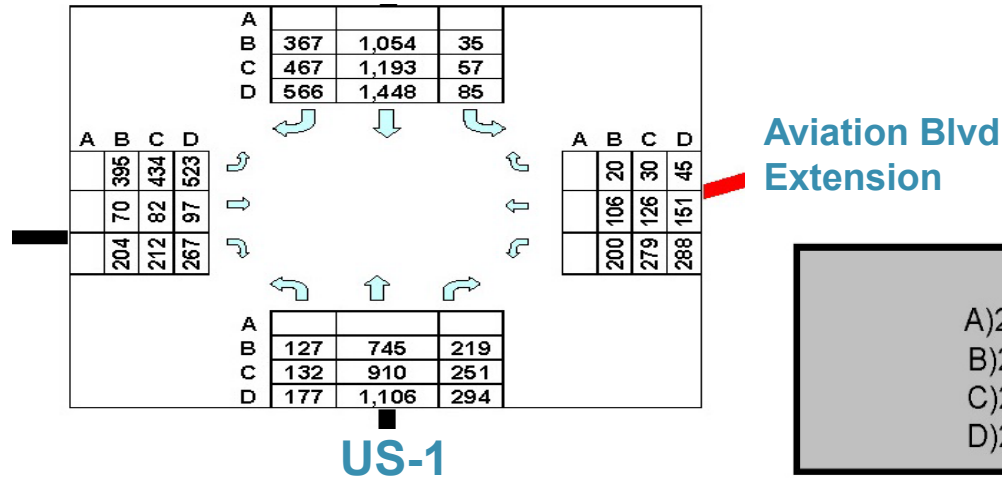 A
B 367 1,054 35
C 467 1,193 57
D 566 1,448 85
A B C D
395 434 523
70 82 97
204 212 267
A B C D
20 30 45
106 126 151
200 279 288
Aviation Blvd
Extension
A
B 127 745 219
C 132 910 251
D 177 1,106 294
US-1
A)2
B)2
C)2
D)2